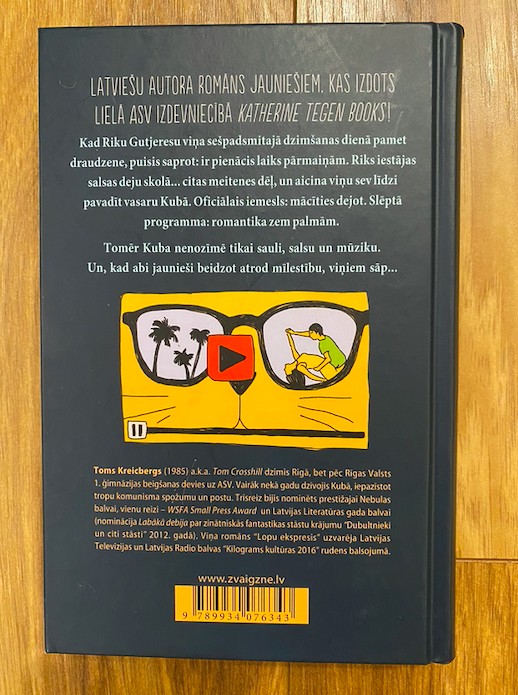 LATVIEŠU AUTORA ROMĀNS JAUNIEŠIEM, KAS IZDOTS
LIELĀ ASV IZDEVNIECĪBĀ KATHERINE TEGEN BOOKS!
Kad Riku Gutjeresu viņa sešpadsmitajā dzimšanas dienā pamet
draudzene, puisis saprot: ir pienācis laiks pārmaiņām. Riks iestājas
salsas deju skolā... citas meitenes dēļ, un aicina viņu sev līdzi
pavadīt vasaru Kubā. Oficiālais iemesls: mācīties dejot. Slēptā
programma: romantika zem palmām.
Tomēr Kuba nenozīmē tikai sauli, salsu un mūziku.
Un, kad abi jaunieši beidzot atrod mīlestību, viņiem sāp...
Toms Kreicbergs (1985) a.k.a. Tom Crosshill dzimis Rīgā, bet pēc Rīgas Valsts
1. ģimnāzijas beigšanas devies uz ASV. Vairāk nekā gadu dzīvojis Kubā, iepazīstot
tropu komunisma spožumu un postu. Trīsreiz bijis nominēts prestižajai Nebulas
balvai, vienu reizi – WSFA Small Press Award un Latvijas Literatūras gada balvai
(nominācija Labākā debija par zinātniskās fantastikas stāstu krājumu "Dubultnieki
un citi stāsti" 2012. gadā). Viņa romāns "Lopu ekspresis" uzvarēja Latvijas
Televīzijas un Latvijas Radio balvas "Kilograms kultūras 2016" rudens balsojumā.
www.zvaigzne.lv
9 789934 076343